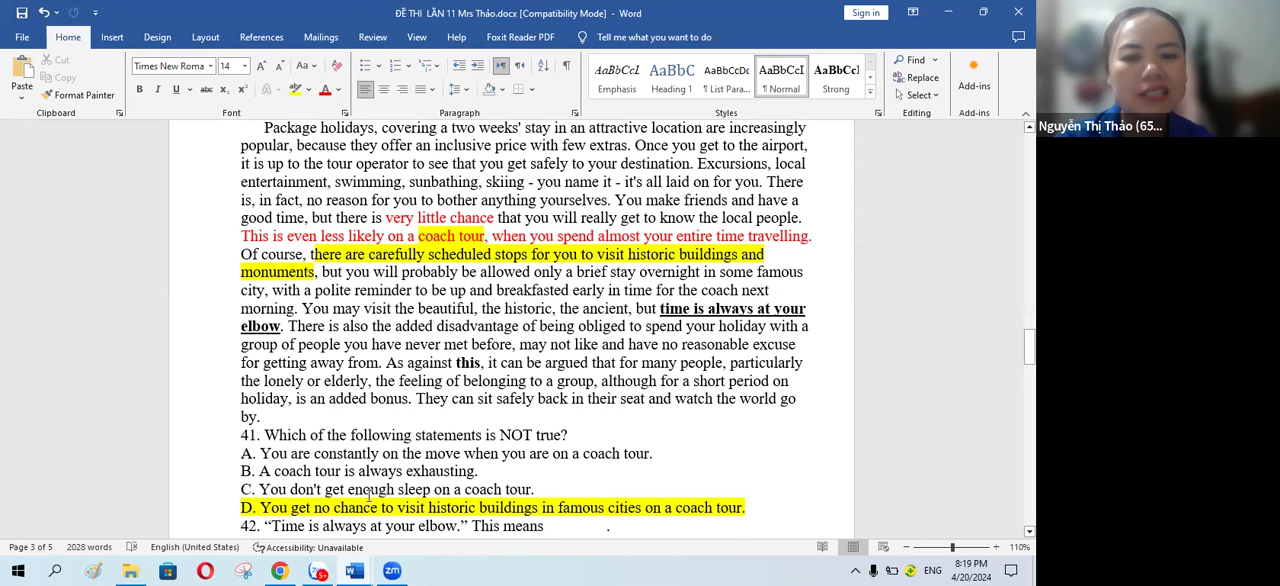 ĐỀ THI LẦN 11 Mrs Thảo.docx [Compatibility Mode] - Word
Sign in
File Home Insert Design Layout References Mailings Review View Help Foxit Reader PDF Tell me what you want to do
Paste
Cut
Copy
Format Painter
Clipboard
Times New Roma 14
Font
Paragraph
AaBbCcI Emphasis
AaBbC Heading 1
AaBbCcDc ¶ List Para...
AaBbCcI ¶ Normal
AaBbCcl Strong
Styles
Find
Replace
Select
Editing
Add-ins
Add-ins
Nguyễn Thị Thảo (65...
Package holidays, covering a two weeks' stay in an attractive location are increasingly
popular, because they offer an inclusive price with few extras. Once you get to the airport,
it is up to the tour operator to see that you get safely to your destination. Excursions, local
entertainment, swimming, sunbathing, skiing - you name it - it's all laid on for you. There
is, in fact, no reason for you to bother anything yourselves. You make friends and have a
good time, but there is very little chance that you will really get to know the local people.
This is even less likely on a coach tour, when you spend almost your entire time travelling.
Of course, there are carefully scheduled stops for you to visit historic buildings and
monuments, but you will probably be allowed only a brief stay overnight in some famous
city, with a polite reminder to be up and breakfasted early in time for the coach next
morning. You may visit the beautiful, the historic, the ancient, but time is always at your
elbow. There is also the added disadvantage of being obliged to spend your holiday with a
group of people you have never met before, may not like and have no reasonable excuse
for getting away from. As against this, it can be argued that for many people, particularly
the lonely or elderly, the feeling of belonging to a group, although for a short period on
holiday, is an added bonus. They can sit safely back in their seat and watch the world go
by.
41. Which of the following statements is NOT true?
A. You are constantly on the move when you are on a coach tour.
B. A coach tour is always exhausting.
C. You don't get enough sleep on a coach tour.
D. You get no chance to visit historic buildings in famous cities on a coach tour.
42. “Time is always at your elbow.” This means .
Page 3 of 5 2028 words English (United States) Accessibility: Unavailable 110%
ENG
8:19 PM
4/20/2024